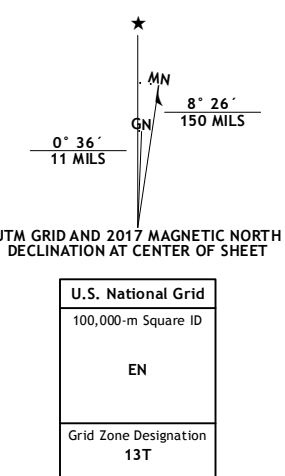 ★
MN
8° 26´
150 MILS
GN
0° 36´
11 MILS
UTM GRID AND 2017 MAGNETIC NORTH
DECLINATION AT CENTER OF SHEET
U.S. National Grid
100,000-m Square ID
EN
Grid Zone Designation
13T